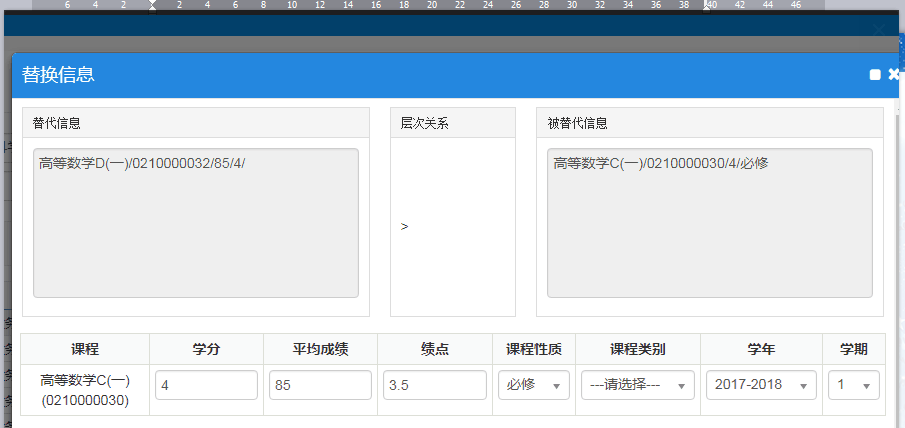 6 4 2 2 4 6 8 10 12 14 16 18 20 22 24 26 28 30 32 34 36 38 40 42 44 46
替换信息
替代信息 层次关系 被替代信息
高等数学D(一)/0210000032/85/4/ > 高等数学C(一)/0210000030/4/必修
课程 学分 平均成绩 绩点 课程性质 课程类别 学年 学期
高等数学C(一) 4 85 3.5 必修 ---请选择--- 2017-2018 1
(0210000030)